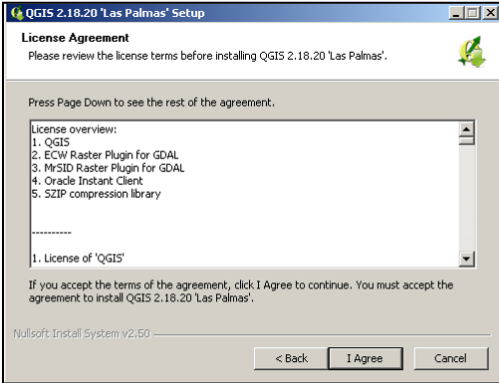 QGIS 2.18.20 'Las Palmas' Setup
License Agreement
Please review the license terms before installing QGIS 2.18.20 'Las Palmas'.
Press Page Down to see the rest of the agreement.
License overview:
1. QGIS
2. ECW Raster Plugin for GDAL
3. MrSID Raster Plugin for GDAL
4. Oracle Instant Client
5. SZIP compression library
----------
1. License of 'QGIS'
If you accept the terms of the agreement, click I Agree to continue. You must accept the
agreement to install QGIS 2.18.20 'Las Palmas'.
Nullsoft Install System v2.50
< Back I Agree Cancel